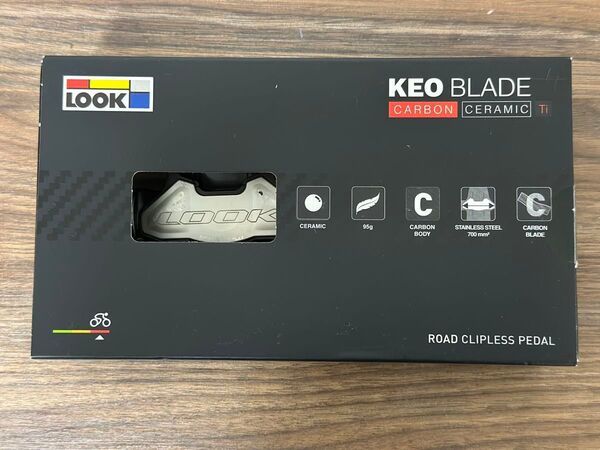 LOOK
KEO BLADE
CARBON CERAMIC Ti
LOOK
CERAMIC
95g
C
CARBON
BODY
STAINLESS STEEL
700 mm²
C
CARBON
BLADE
ROAD CLIPLESS PEDAL